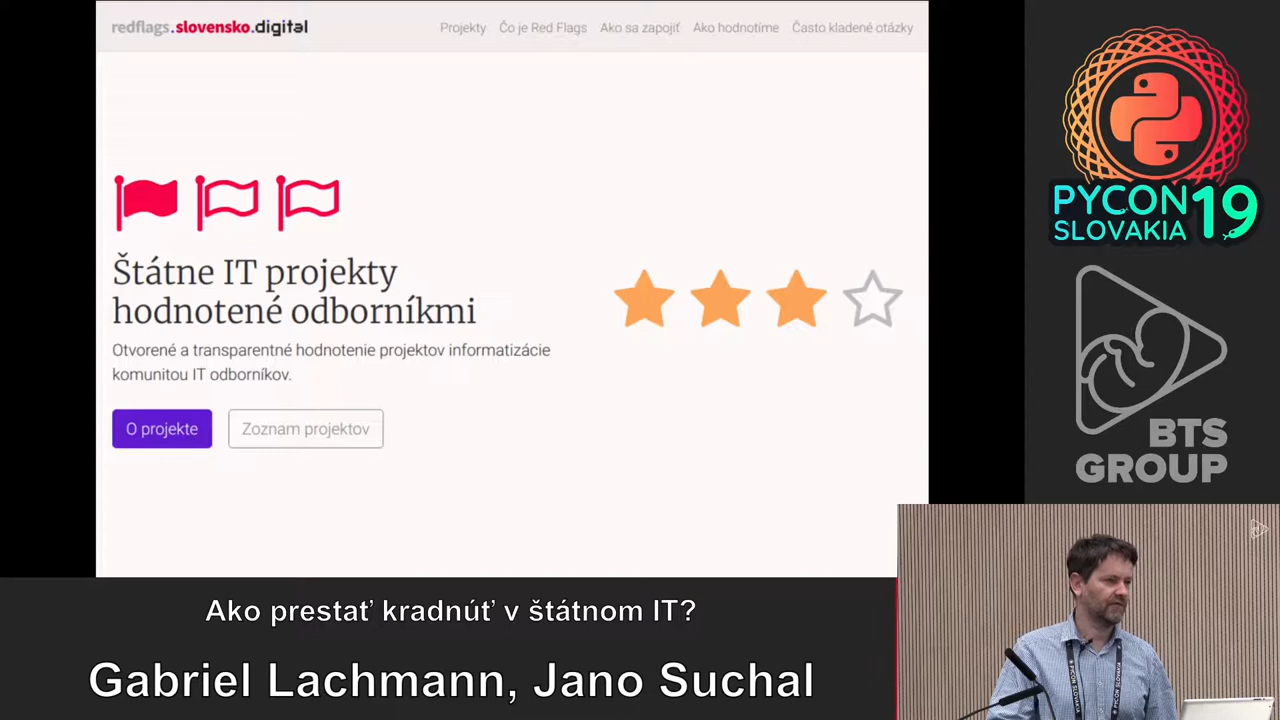 redflags.slovensko.digital
Projekty Čo je Red Flags Ako sa zapojiť Ako hodnotíme Často kladené otázky
Štátne IT projekty
hodnotené odborníkmi
Otvorené a transparentné hodnotenie projektov informatizácie
komunitou IT odborníkov.
O projekte Zoznam projektov
PYCON 19
SLOVAKIA
BTS
GROUP
Ako prestať kradnúť v štátnom IT?
Gabriel Lachmann, Jano Suchal